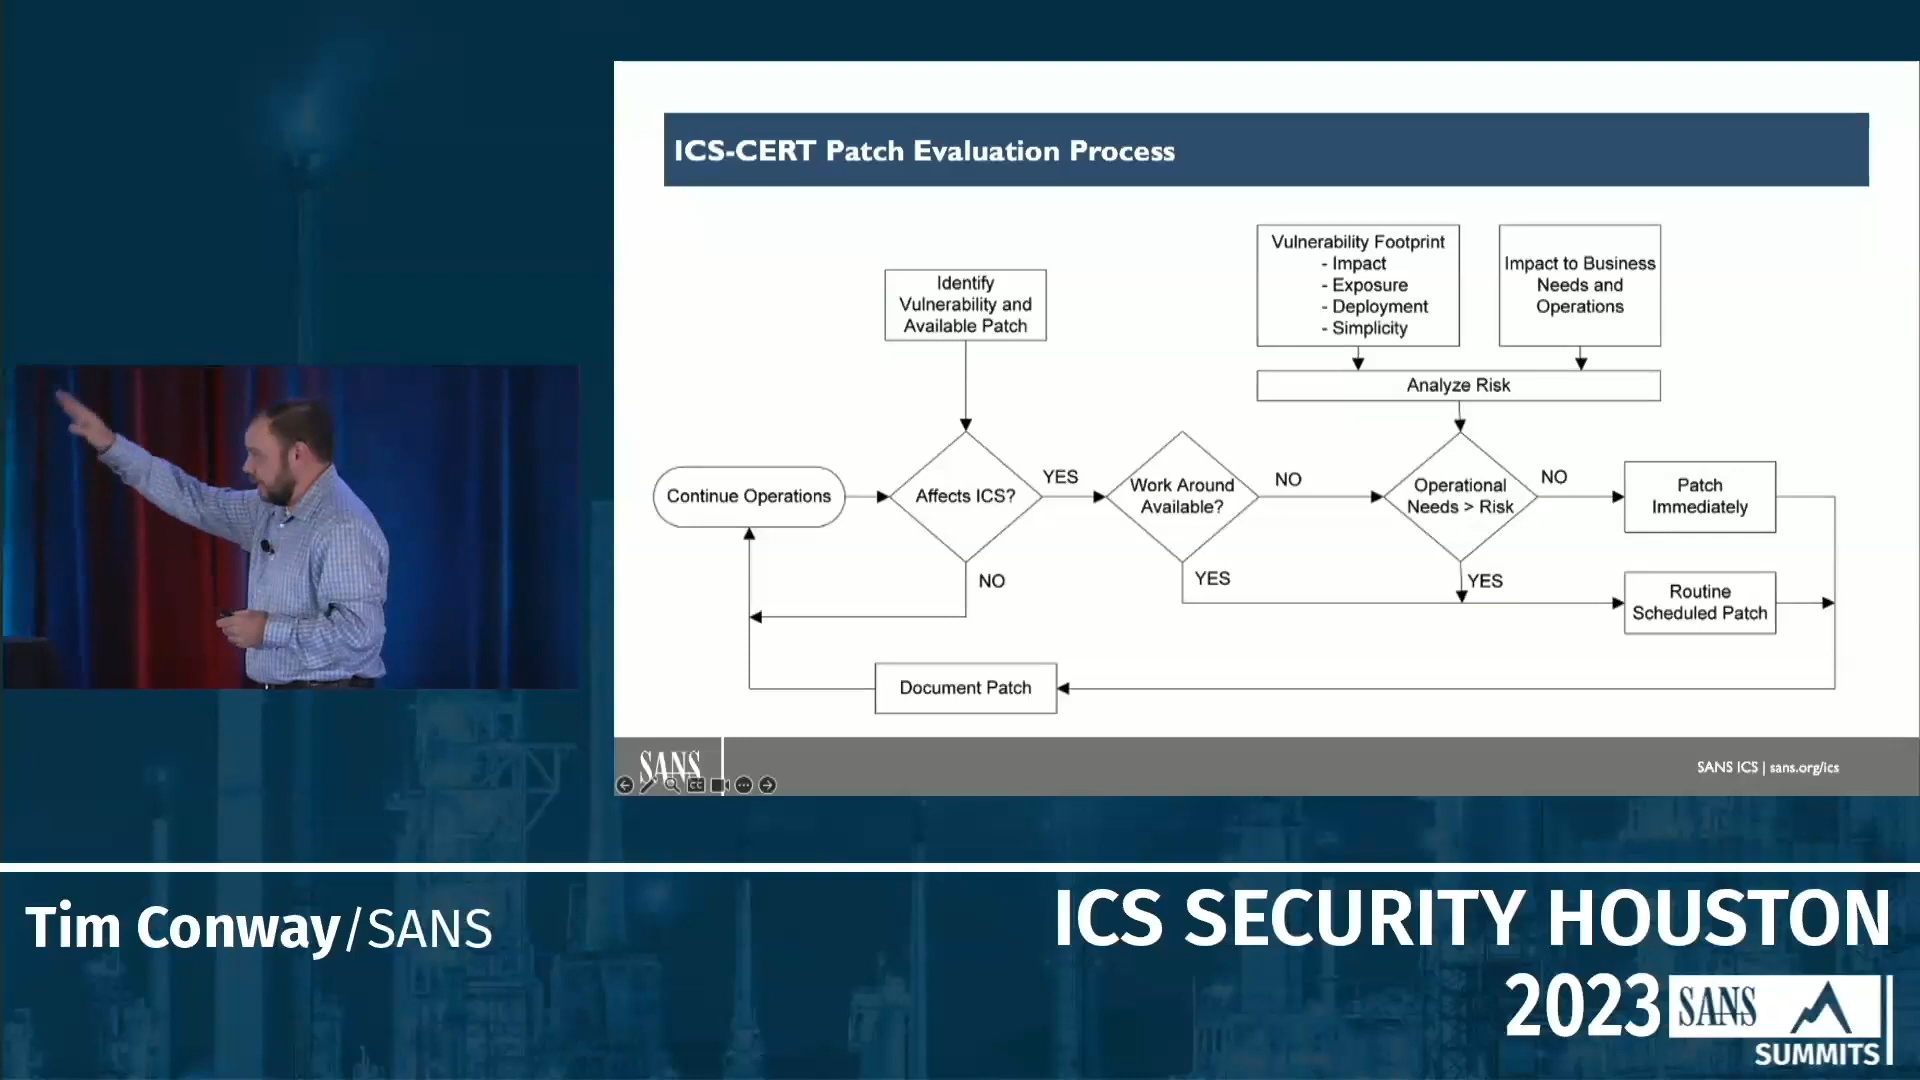 ICS-CERT Patch Evaluation Process
Vulnerability Footprint
- Impact
- Exposure
- Deployment
- Simplicity
Impact to Business
Needs and
Operations
Identify
Vulnerability and
Available Patch
Analyze Risk
Continue Operations
Affects ICS?
YES
Work Around
Available?
NO
Operational
Needs > Risk
NO
Patch
Immediately
NO
YES
YES
Routine
Scheduled Patch
Document Patch
SANS
CC
SANS ICS | sans.org/ics
Tim Conway/SANS
ICS SECURITY HOUSTON
2023
SANS
SUMMITS